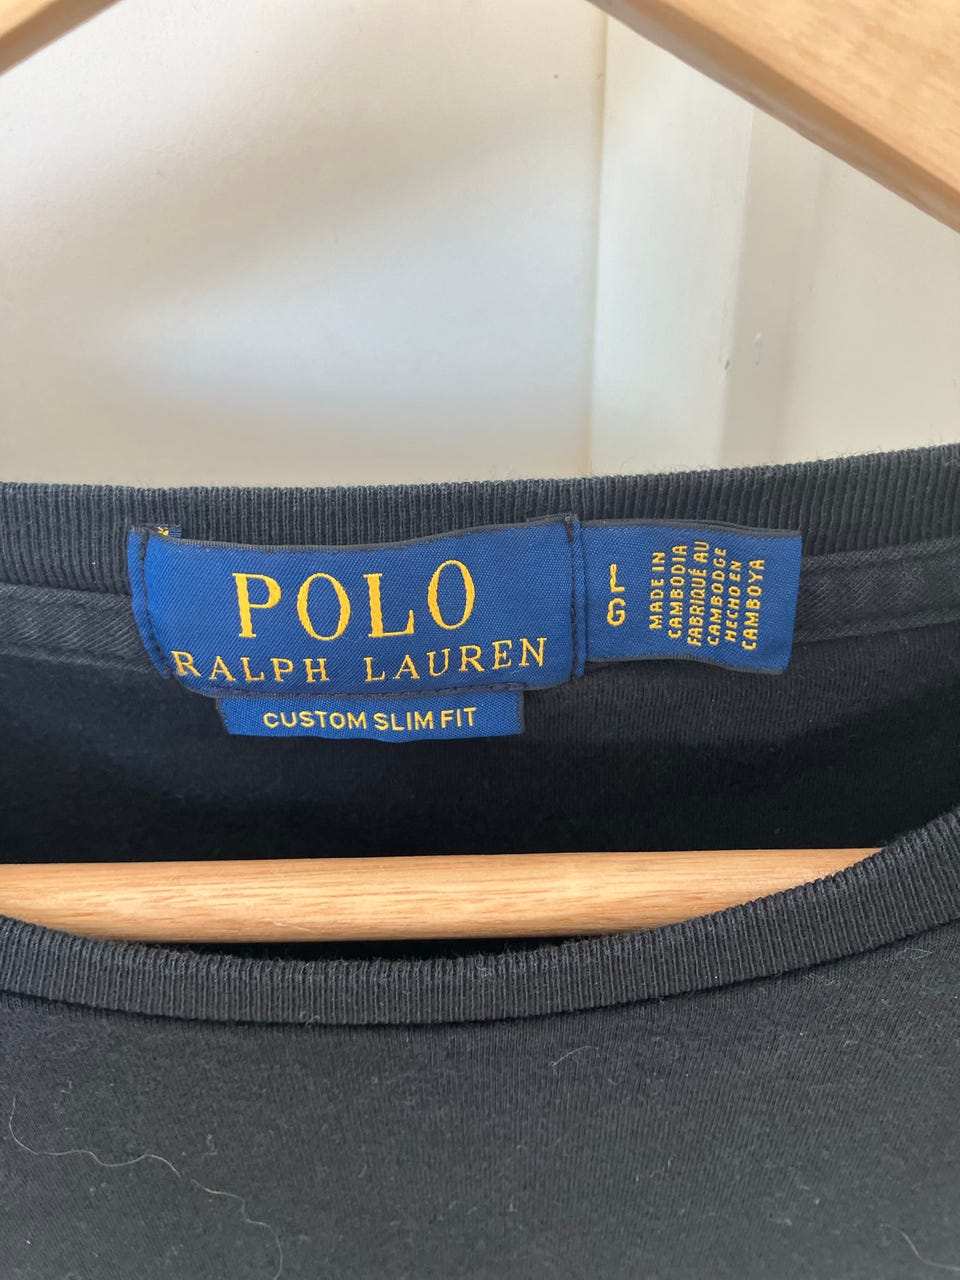 POLO
RALPH LAUREN
CUSTOM SLIM FIT
L
G
MADE IN
CAMBODIA
FABRIQUÉ AU
CAMBODGE
HECHO EN
CAMBOYA